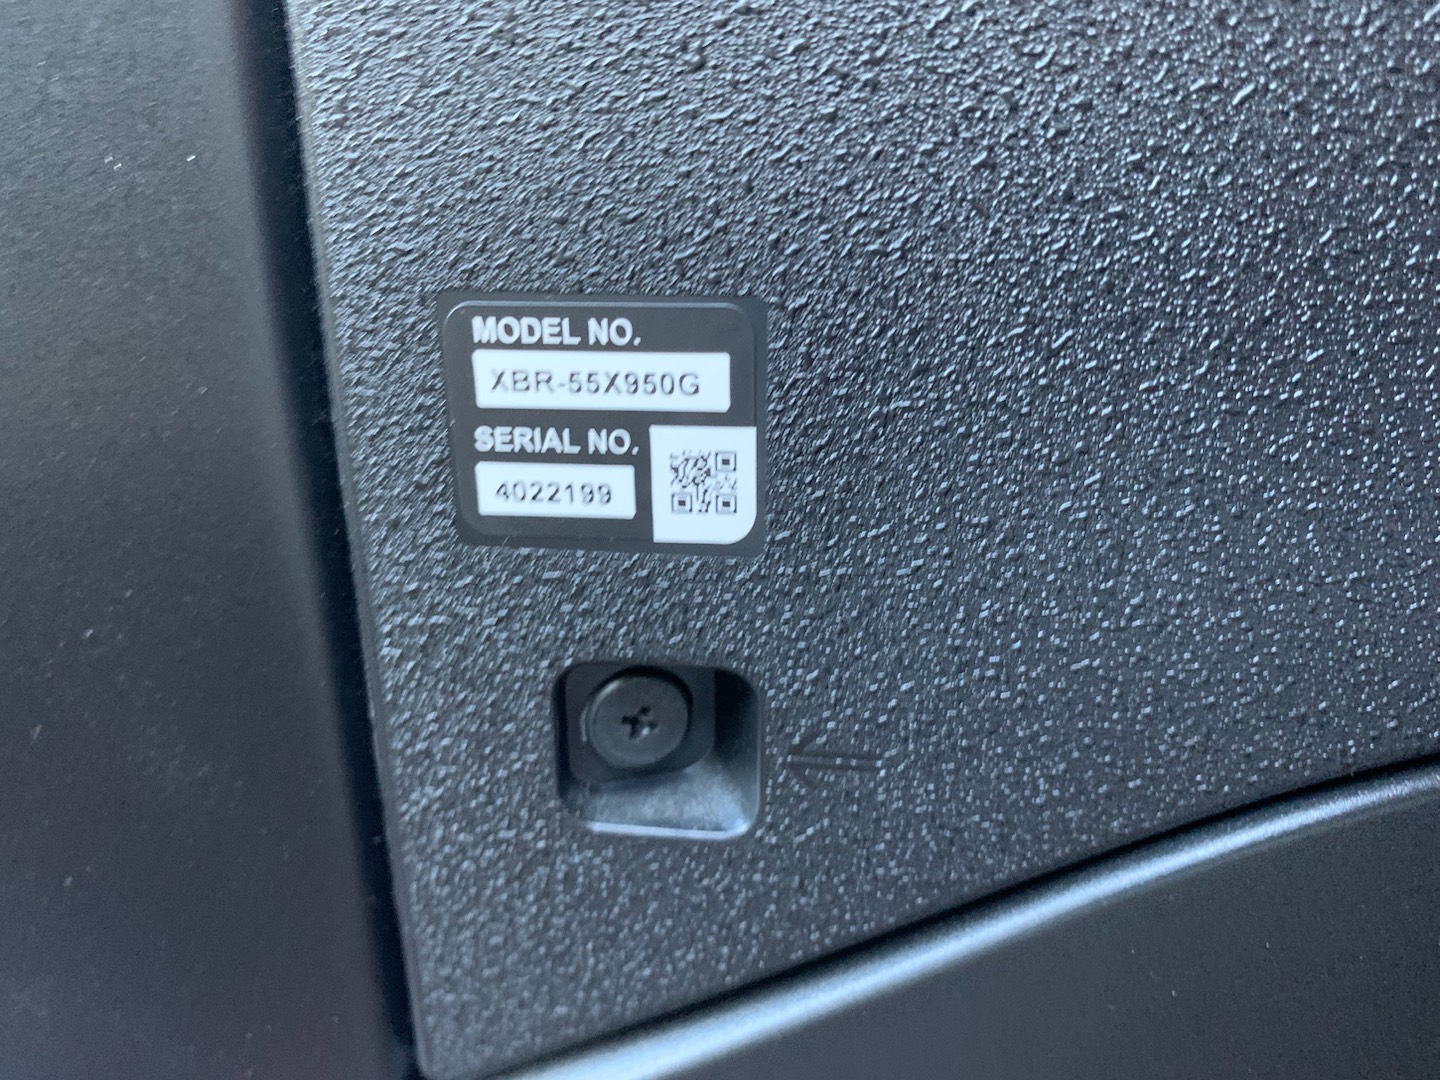 MODEL NO.
XBR-55X950G
SERIAL NO.
4022199